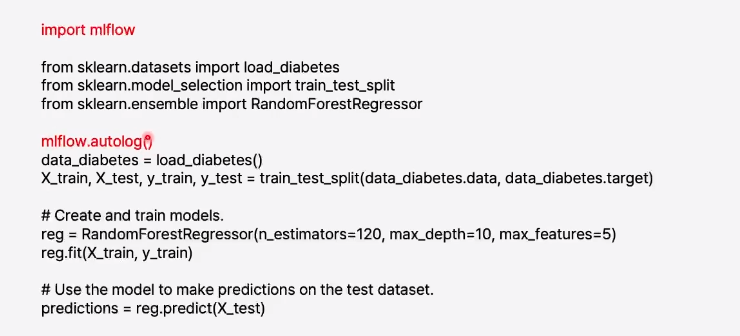 import mlflow
from sklearn.datasets import load_diabetes
from sklearn.model_selection import train_test_split
from sklearn.ensemble import RandomForestRegressor
mlflow.autolog()
data_diabetes = load_diabetes()
X_train, X_test, y_train, y_test = train_test_split(data_diabetes.data, data_diabetes.target)
# Create and train models.
reg = RandomForestRegressor(n_estimators=120, max_depth=10, max_features=5)
reg.fit(X_train, y_train)
# Use the model to make predictions on the test dataset.
predictions = reg.predict(X_test)